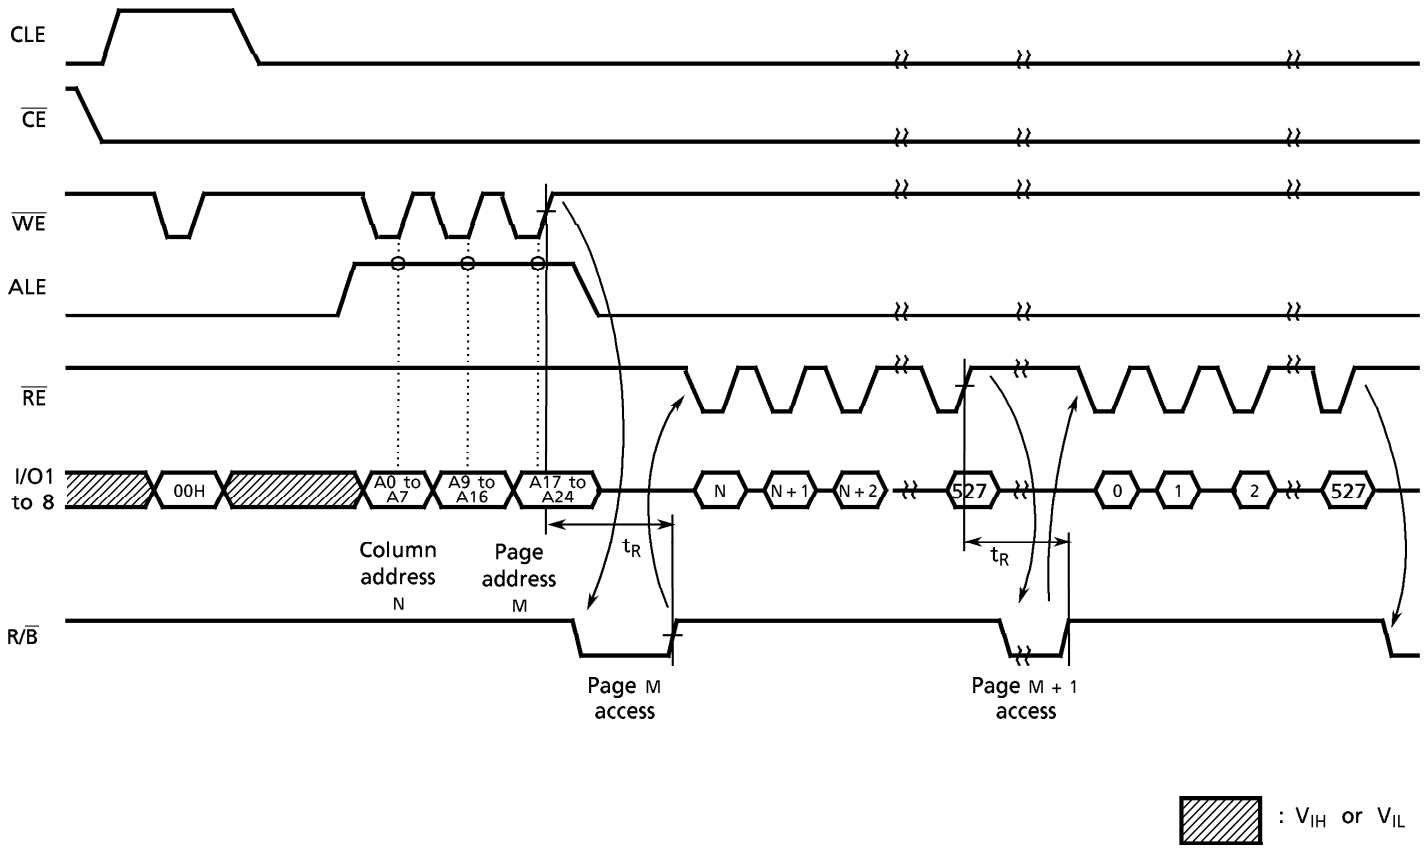 CLE
CE
WE
ALE
RE
I/O1
to 8
00H
A0 to
A7
A9 to
A16
A17 to
A24
N
N + 1
N + 2
527
0
1
2
527
tR
tR
Column
address
N
Page
address
M
R/B
Page M
access
Page M + 1
access
: VIH or VIL